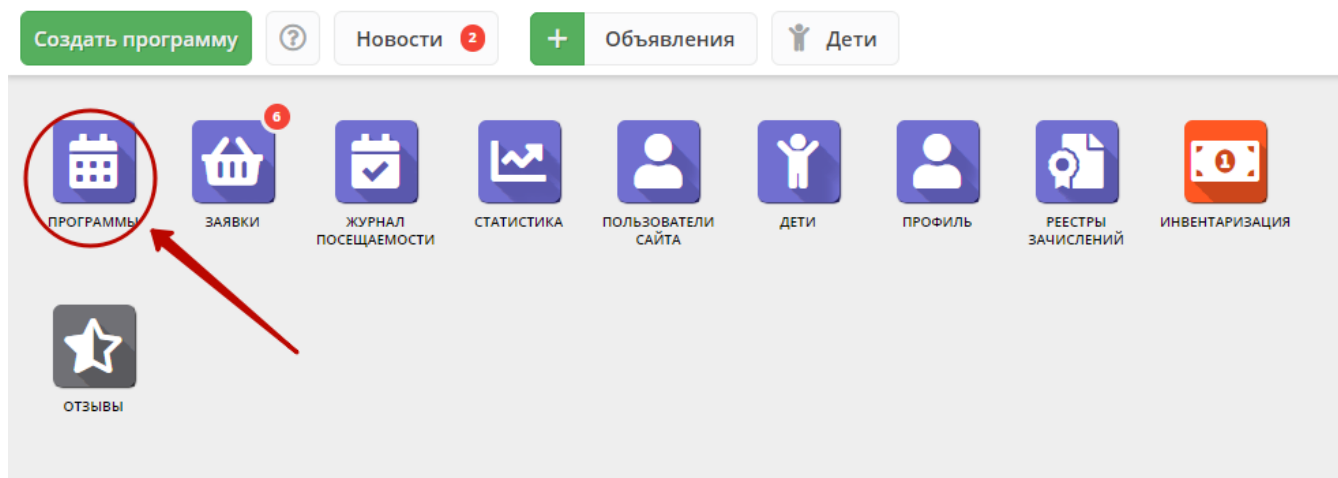 Создать программу
?
Новости 2
+ Объявления
Дети
6
ПРОГРАММЫ
ЗАЯВКИ
ЖУРНАЛ
ПОСЕЩАЕМОСТИ
СТАТИСТИКА
ПОЛЬЗОВАТЕЛИ
САЙТА
ДЕТИ
ПРОФИЛЬ
РЕЕСТРЫ
ЗАЧИСЛЕНИЙ
1
ИНВЕНТАРИЗАЦИЯ
ОТЗЫВЫ